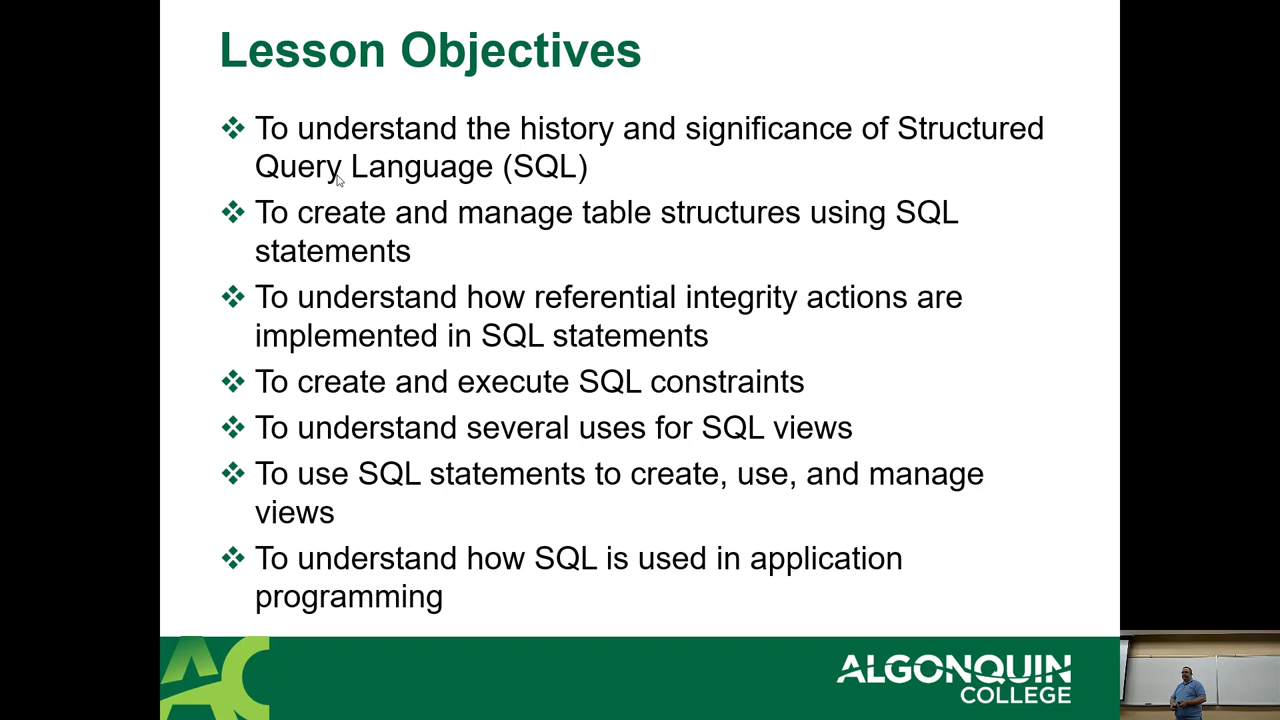 Lesson Objectives
To understand the history and significance of Structured
Query Language (SQL)
To create and manage table structures using SQL
statements
To understand how referential integrity actions are
implemented in SQL statements
To create and execute SQL constraints
To understand several uses for SQL views
To use SQL statements to create, use, and manage
views
To understand how SQL is used in application
programming
AC
ALGONQUIN
COLLEGE